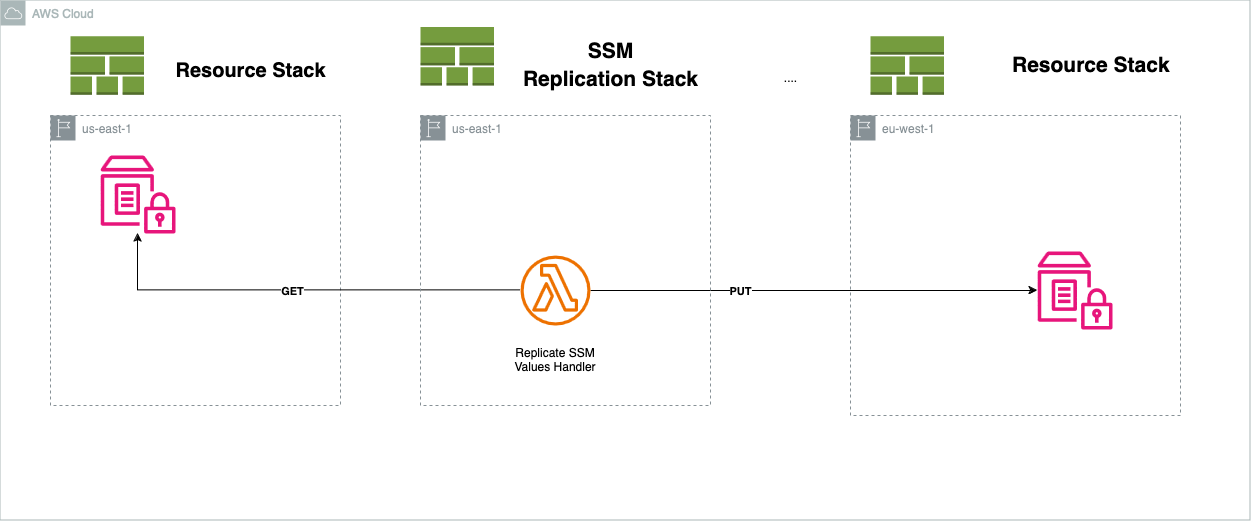 AWS Cloud
Resource Stack
SSM
Replication Stack
....
Resource Stack
us-east-1
us-east-1
eu-west-1
GET
PUT
Replicate SSM
Values Handler